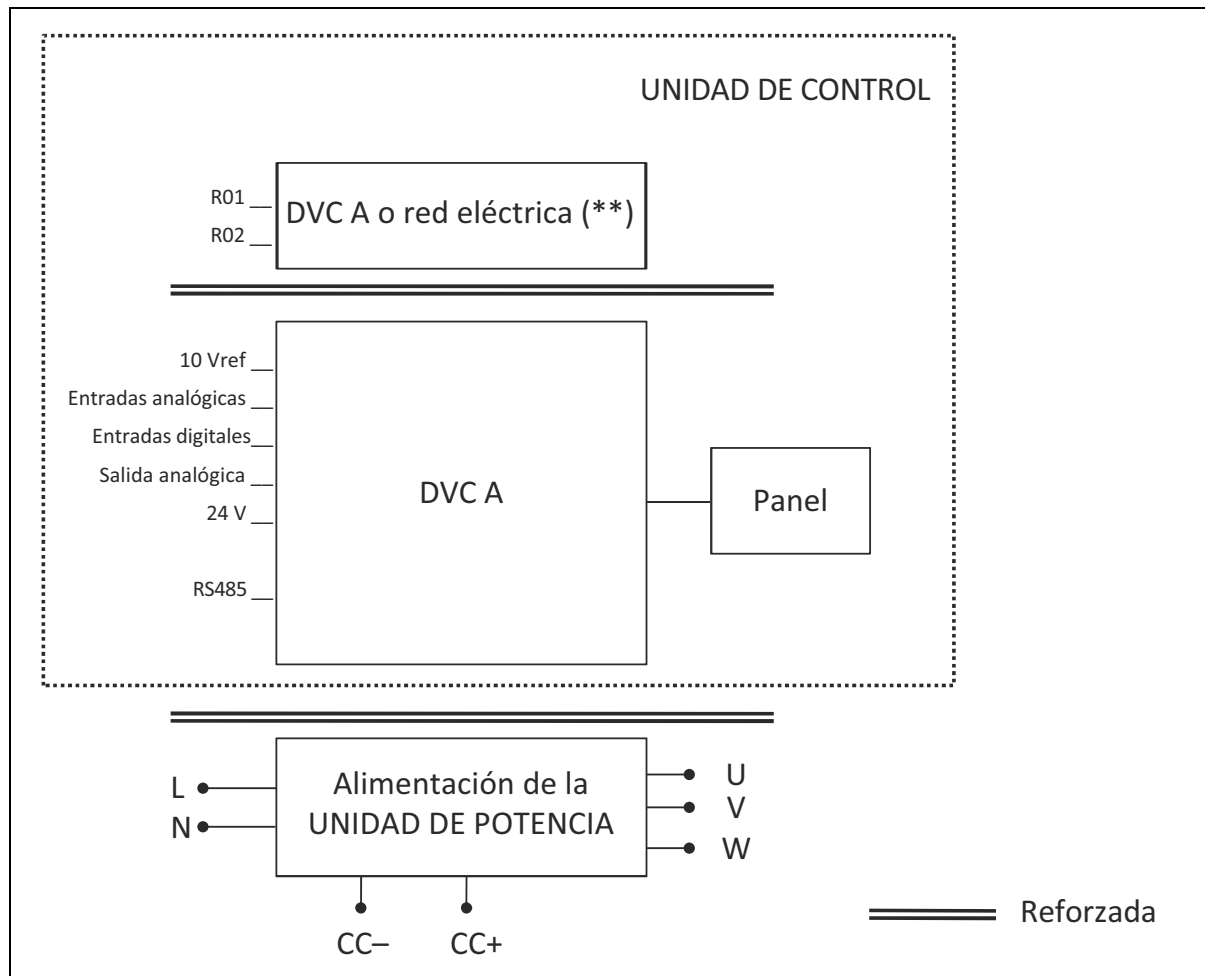 UNIDAD DE CONTROL
R01
R02
DVC A o red eléctrica (**)
10 Vref
Entradas analógicas
Entradas digitales
Salida analógica
24 V
RS485
DVC A
Panel
L
N
Alimentación de la
UNIDAD DE POTENCIA
U
V
W
CC–
CC+
Reforzada